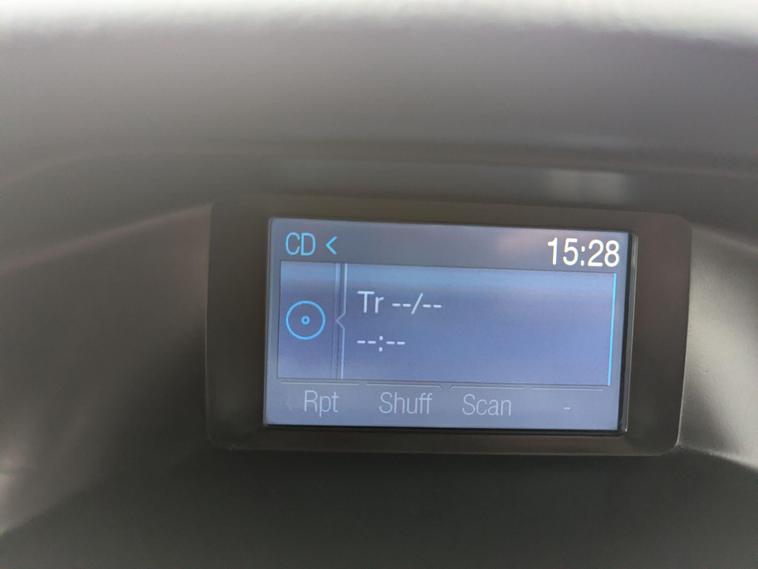 CD < 15:28
Tr --/--
--:--
Rpt Shuff Scan -